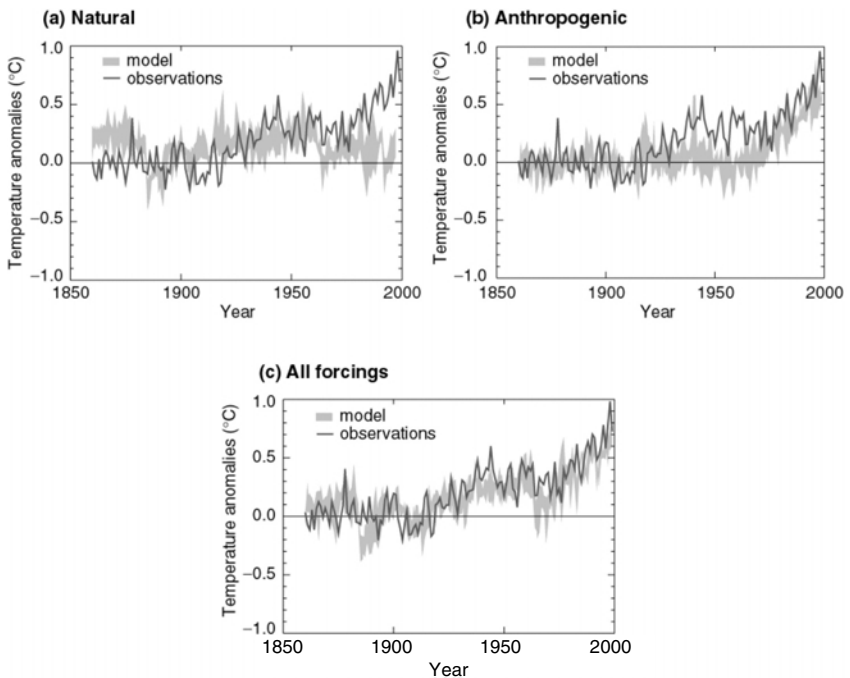 (a) Natural
1.0
0.5
0.0
−0.5
−1.0
Temperature anomalies (°C)
model
observations
1850
1900
1950
2000
Year
(b) Anthropogenic
1.0
0.5
0.0
−0.5
−1.0
Temperature anomalies (°C)
model
observations
1850
1900
1950
2000
Year
(c) All forcings
1.0
0.5
0.0
−0.5
−1.0
Temperature anomalies (°C)
model
observations
1850
1900
1950
2000
Year